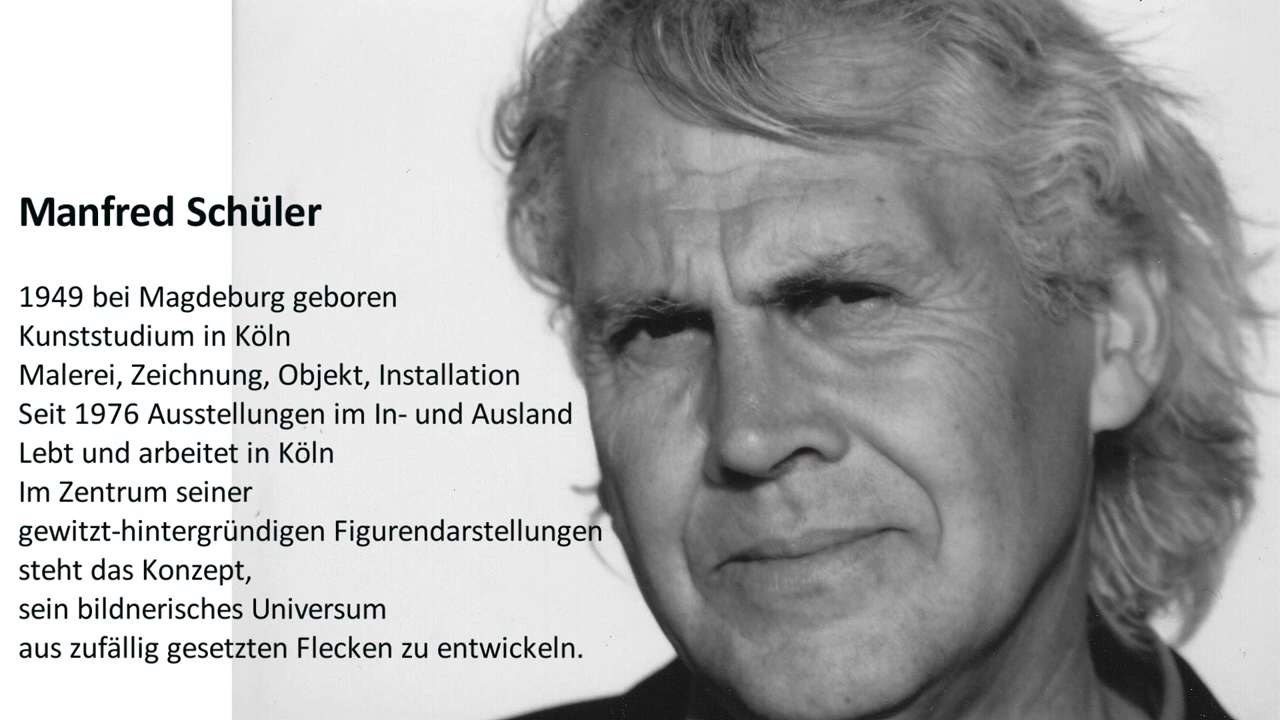 Manfred Schüler
1949 bei Magdeburg geboren
Kunststudium in Köln
Malerei, Zeichnung, Objekt, Installation
Seit 1976 Ausstellungen im In- und Ausland
Lebt und arbeitet in Köln
Im Zentrum seiner
gewitzt-hintergründigen Figurendarstellungen
steht das Konzept,
sein bildnerisches Universum
aus zufällig gesetzten Flecken zu entwickeln.